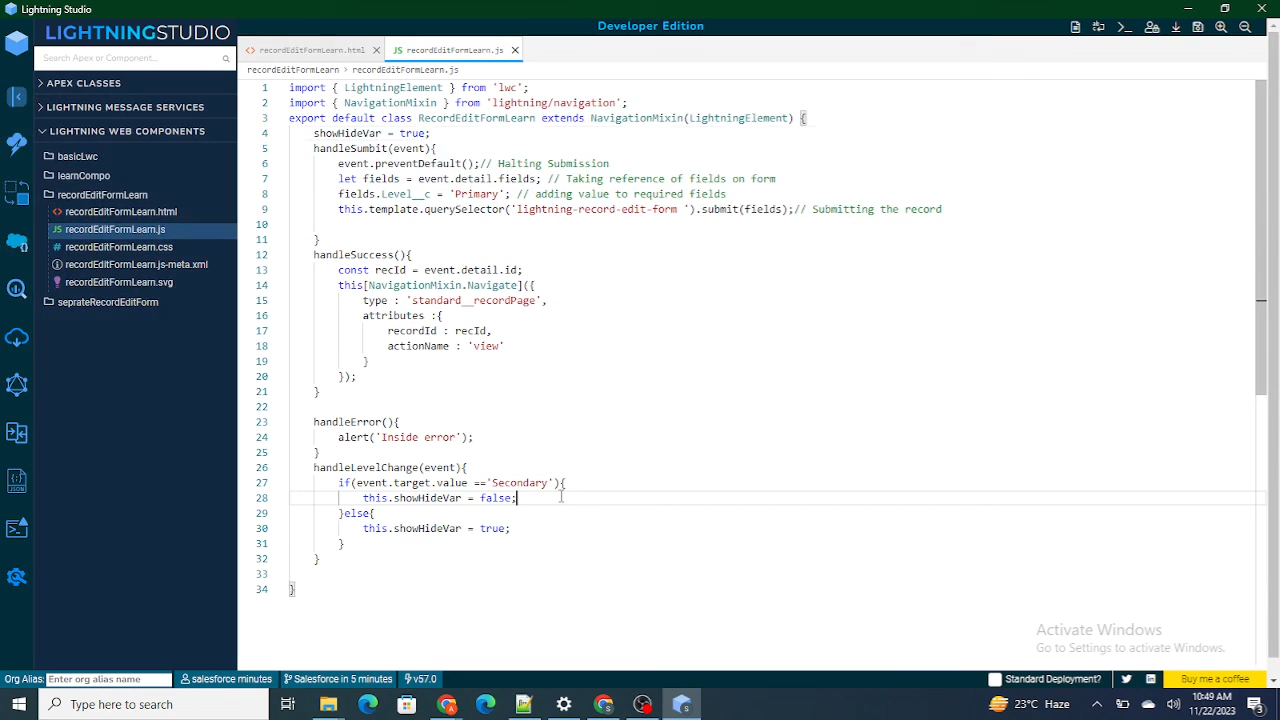 Lightning Studio
Developer Edition
LIGHTNINGSTUDIO
Search Apex or Component...
APEX CLASSES
LIGHTNING MESSAGE SERVICES
LIGHTNING WEB COMPONENTS
basicLwc
learnCompo
recordEditFormLearn
<> recordEditFormLearn.html
JS recordEditFormLearn.js
# recordEditFormLearn.css
recordEditFormLearn.js-meta.xml
recordEditFormLearn.svg
seprateRecordEditForm
<> recordEditFormLearn.html
JS recordEditFormLearn.js
recordEditFormLearn > recordEditFormLearn.js
1 import { LightningElement } from 'lwc';
2 import { NavigationMixin } from 'lightning/navigation';
3 export default class RecordEditFormLearn extends NavigationMixin(LightningElement) {
4 showHideVar = true;
5 handleSumbit(event){
6 event.preventDefault();// Halting Submission
7 let fields = event.detail.fields; // Taking reference of fields on form
8 fields.Level__c = 'Primary'; // adding value to required fields
9 this.template.querySelector('lightning-record-edit-form ').submit(fields);// Submitting the record
10
11 }
12 handleSuccess(){
13 const recId = event.detail.id;
14 this[NavigationMixin.Navigate]({
15 type : 'standard__recordPage',
16 attributes :{
17 recordId : recId,
18 actionName : 'view'
19 }
20 });
21 }
22
23 handleError(){
24 alert('Inside error');
25 }
26 handleLevelChange(event){
27 if(event.target.value =='Secondary'){
28 this.showHideVar = false;
29 }else{
30 this.showHideVar = true;
31 }
32 }
33
34 }
Activate Windows
Go to Settings to activate Windows.
Org Alias: Enter org alias name
salesforce minutes
Salesforce in 5 minutes
v57.0
Standard Deployment?
Buy me a coffee
Type here to search
23°C Haze
10:49 AM
11/22/2023
3